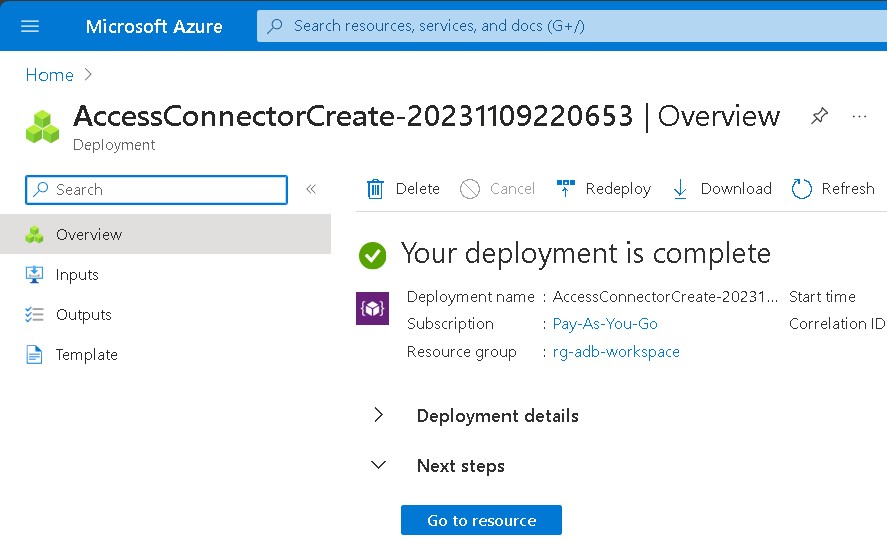 Microsoft Azure
Search resources, services, and docs (G+/)
Home
AccessConnectorCreate-20231109220653 | Overview
Deployment
Search
Delete
Cancel
Redeploy
Download
Refresh
Overview
Inputs
Outputs
Template
Your deployment is complete
Deployment name : AccessConnectorCreate-20231... Start time
Subscription : Pay-As-You-Go Correlation ID
Resource group : rg-adb-workspace
Deployment details
Next steps
Go to resource